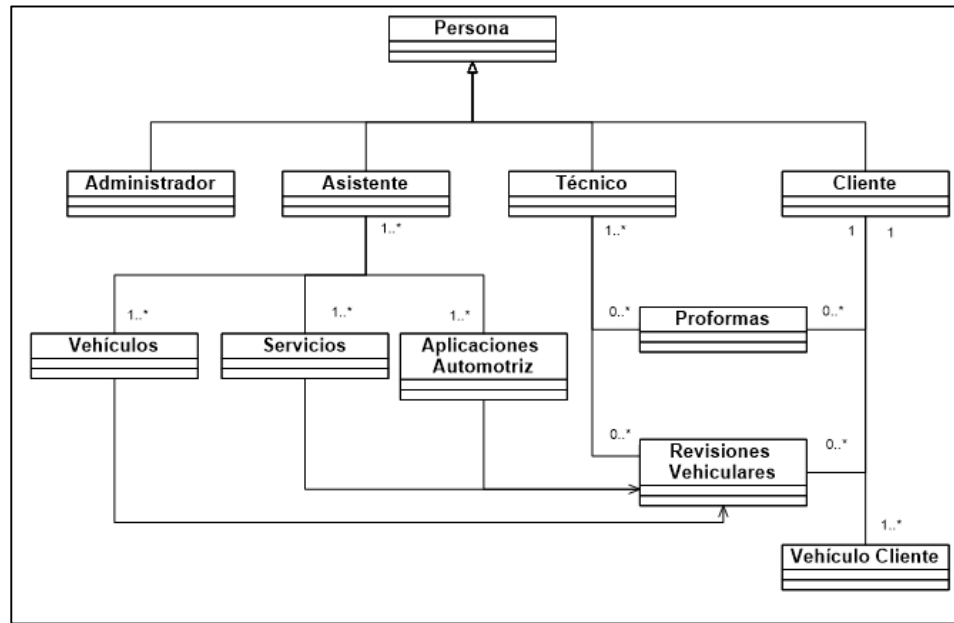 Persona
Administrador
Asistente
Técnico
Cliente
1..*
1..*
1
1
1..*
1..*
1..*
0..*
Proformas
0..*
Vehículos
Servicios
Aplicaciones
Automotriz
0..*
Revisiones
Vehiculares
0..*
1..*
Vehículo Cliente